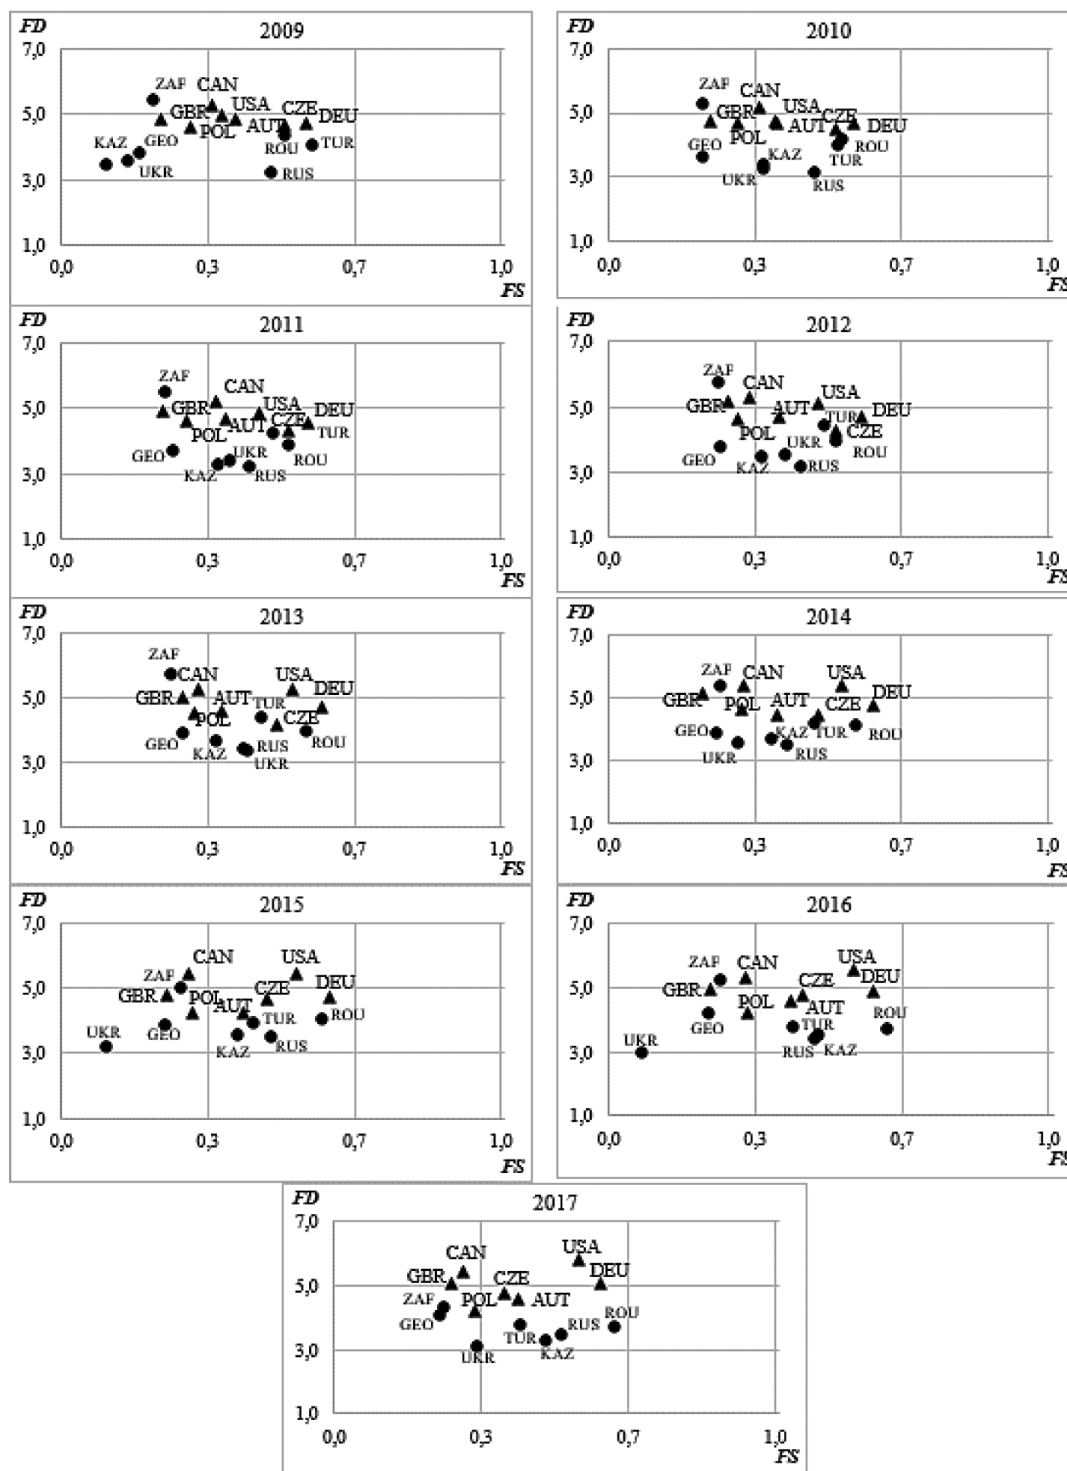 FD 2009
7,0
ZAF CAN
GBR USA CZE DEU
5,0
POL AUT
KAZ GEO ROU TUR
UKR RUS
3,0
1,0
0,0 0,3 0,7 1,0
FS
FD 2010
7,0
ZAF CAN
GBR USA CZE DEU
5,0
POL AUT
GEO KAZ TUR ROU
UKR RUS
3,0
1,0
0,0 0,3 0,7 1,0
FS
FD 2011
7,0
ZAF CAN
GBR USA DEU
5,0
POL AUT CZE TUR
GEO UKR ROU
KAZ RUS
3,0
1,0
0,0 0,3 0,7 1,0
FS
FD 2012
7,0
ZAF CAN USA
GBR AUT TUR DEU
5,0
POL UKR CZE
GEO KAZ RUS ROU
3,0
1,0
0,0 0,3 0,7 1,0
FS
FD 2013
7,0
ZAF CAN USA
GBR AUT TUR DEU
5,0
POL CZE
GEO KAZ RUS ROU
UKR
3,0
1,0
0,0 0,3 0,7 1,0
FS
FD 2014
7,0
ZAF CAN USA
GBR POL AUT CZE DEU
5,0
GEO KAZ TUR ROU
UKR RUS
3,0
1,0
0,0 0,3 0,7 1,0
FS
FD 2015
7,0
ZAF CAN USA
GBR POL AUT CZE DEU
5,0
UKR GEO TUR ROU
KAZ RUS
3,0
1,0
0,0 0,3 0,7 1,0
FS
FD 2016
7,0
ZAF CAN USA
GBR CZE DEU
5,0
POL AUT ROU
GEO TUR
UKR RUS KAZ
3,0
1,0
0,0 0,3 0,7 1,0
FS
FD 2017
7,0
CAN USA
GBR CZE DEU
5,0
ZAF POL AUT
GEO TUR RUS ROU
UKR KAZ
3,0
1,0
0,0 0,3 0,7 1,0
FS